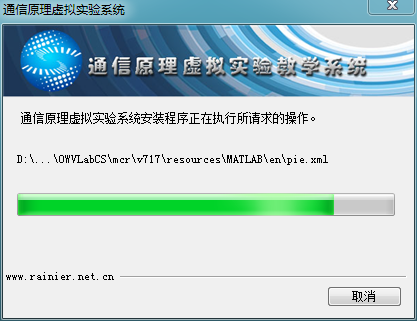 通信原理虚拟实验系统
通信原理虚拟实验教学系统
通信原理虚拟实验系统安装程序正在执行所请求的操作。
D:\...\OWVLabCS\mcr\v717\resources\MATLAB\en\pie.xml
www.rainier.net.cn
取消